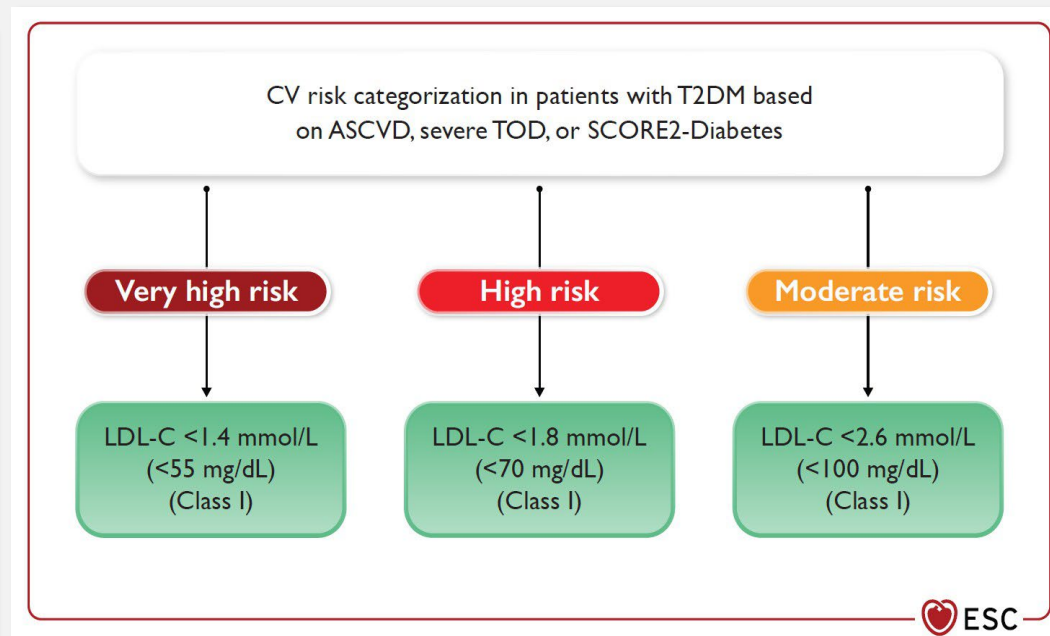 CV risk categorization in patients with T2DM based
on ASCVD, severe TOD, or SCORE2-Diabetes
Very high risk
High risk
Moderate risk
LDL-C <1.4 mmol/L
(<55 mg/dL)
(Class I)
LDL-C <1.8 mmol/L
(<70 mg/dL)
(Class I)
LDL-C <2.6 mmol/L
(<100 mg/dL)
(Class I)
ESC